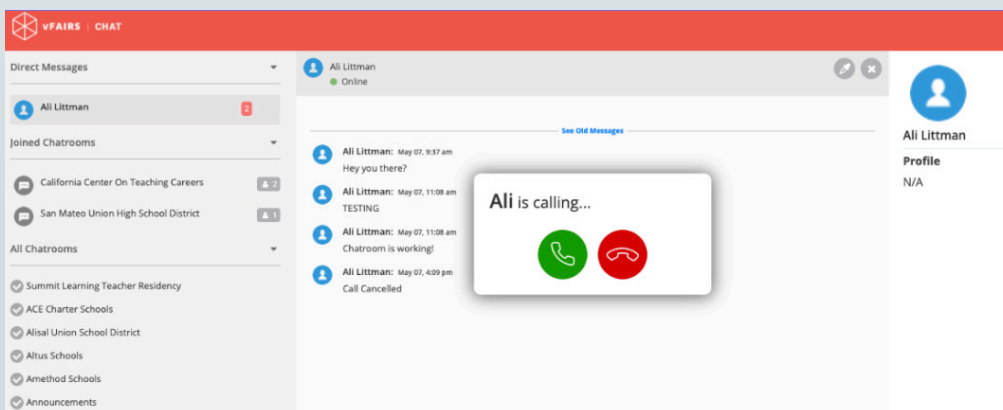 vFAIRS | CHAT
Direct Messages
Ali Littman
2
Joined Chatrooms
California Center On Teaching Careers
2
San Mateo Union High School District
1
All Chatrooms
Summit Learning Teacher Residency
ACE Charter Schools
Alisal Union School District
Altus Schools
Amethod Schools
Announcements
Ali Littman
Online
See Old Messages
Ali Littman: May 07, 9:37 am
Hey you there?
Ali Littman: May 07, 11:08 am
TESTING
Ali Littman: May 07, 11:08 am
Chatroom is working!
Ali Littman: May 07, 4:09 pm
Call Cancelled
Ali is calling...
Ali Littman
Profile
N/A